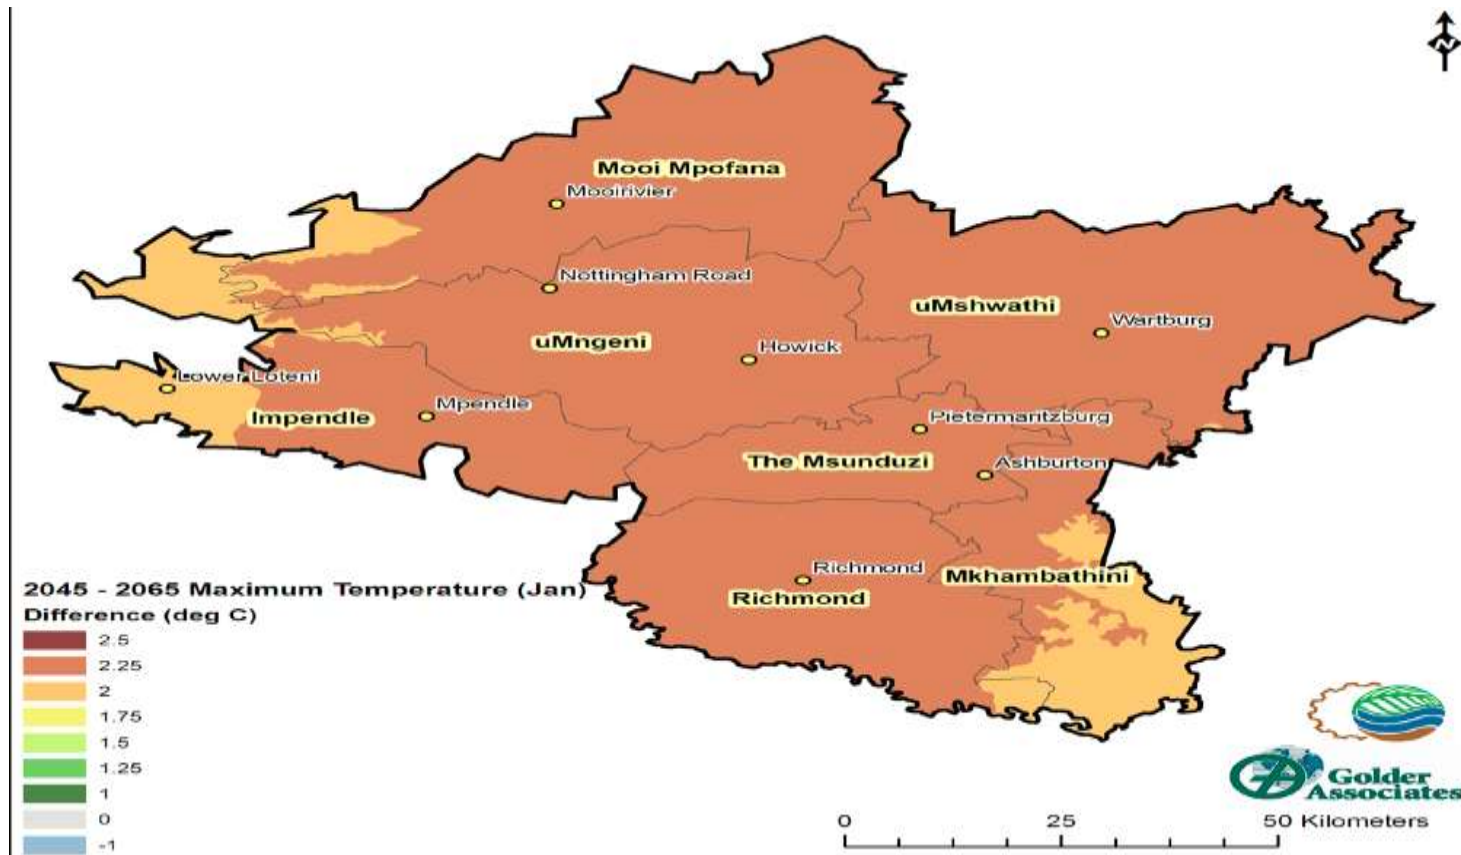 N
Mooi Mpofana
Mooirivier
Nottingham Road
uMshwathi
Wartburg
uMngeni
Howick
Lower Loteni
Mpendle
Impendle
Pietermaritzburg
The Msunduzi
Ashburton
Richmond
Mkhambathini
Richmond
2045 - 2065 Maximum Temperature (Jan)
Difference (deg C)
2.5
2.25
2
1.75
1.5
1.25
1
0
-1
Golder
Associates
0 25 50 Kilometers